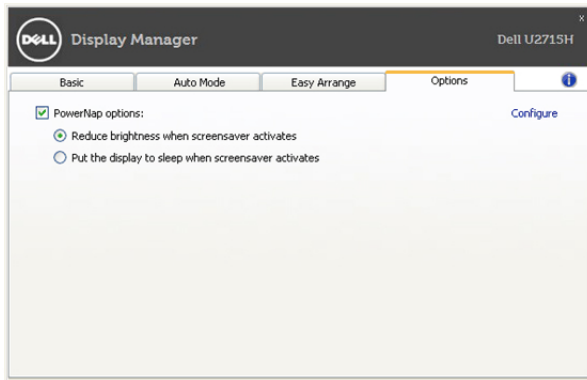 x
DELL Display Manager Dell U2715H
Basic Auto Mode Easy Arrange Options i
PowerNap options: Configure
Reduce brightness when screensaver activates
Put the display to sleep when screensaver activates